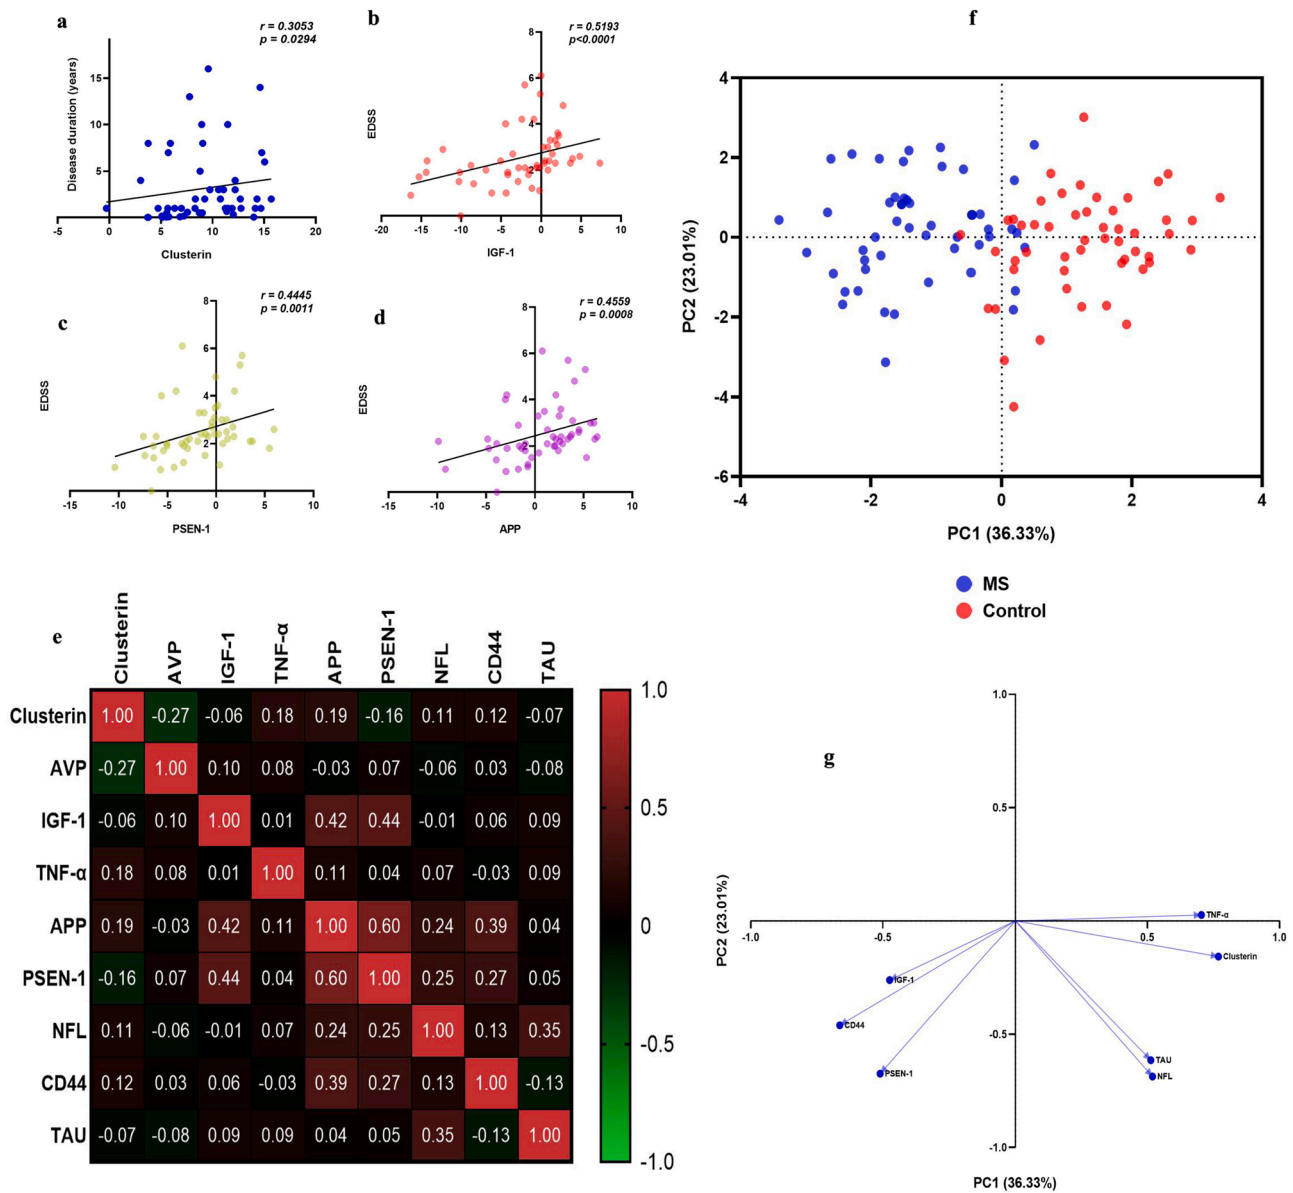 a
r = 0.3053
p = 0.0294
Disease duration (years)
15
10
5
-5 0 5 10 15 20
Clusterin
b
r = 0.5193
p<0.0001
EDSS
8
6
4
2
-20 -15 -10 -5 0 5 10
IGF-1
c
r = 0.4445
p = 0.0011
EDSS
8
6
4
2
-15 -10 -5 0 5 10
PSEN-1
d
r = 0.4559
p = 0.0008
EDSS
8
6
4
2
-15 -10 -5 0 5 10
APP
f
PC2 (23.01%)
4
2
0
-2
-4
-6
-4 -2 0 2 4
PC1 (36.33%)
MS
Control
e
Clusterin AVP IGF-1 TNF-α APP PSEN-1 NFL CD44 TAU
Clusterin 1.00 -0.27 -0.06 0.18 0.19 -0.16 0.11 0.12 -0.07
AVP -0.27 1.00 0.10 0.08 -0.03 0.07 -0.06 0.03 -0.08
IGF-1 -0.06 0.10 1.00 0.01 0.42 0.44 -0.01 0.06 0.09
TNF-α 0.18 0.08 0.01 1.00 0.11 0.04 0.07 -0.03 0.09
APP 0.19 -0.03 0.42 0.11 1.00 0.60 0.24 0.39 0.04
PSEN-1 -0.16 0.07 0.44 0.04 0.60 1.00 0.25 0.27 0.05
NFL 0.11 -0.06 -0.01 0.07 0.24 0.25 1.00 0.13 0.35
CD44 0.12 0.03 0.06 -0.03 0.39 0.27 0.13 1.00 -0.13
TAU -0.07 -0.08 0.09 0.09 0.04 0.05 0.35 -0.13 1.00
1.0
0.5
0
-0.5
-1.0
g
PC2 (23.01%)
1.0
0.5
-1.0 -0.5 0.5 1.0
-0.5
-1.0
TNF-α
Clusterin
IGF-1
CD44
PSEN-1
TAU
NFL
PC1 (36.33%)